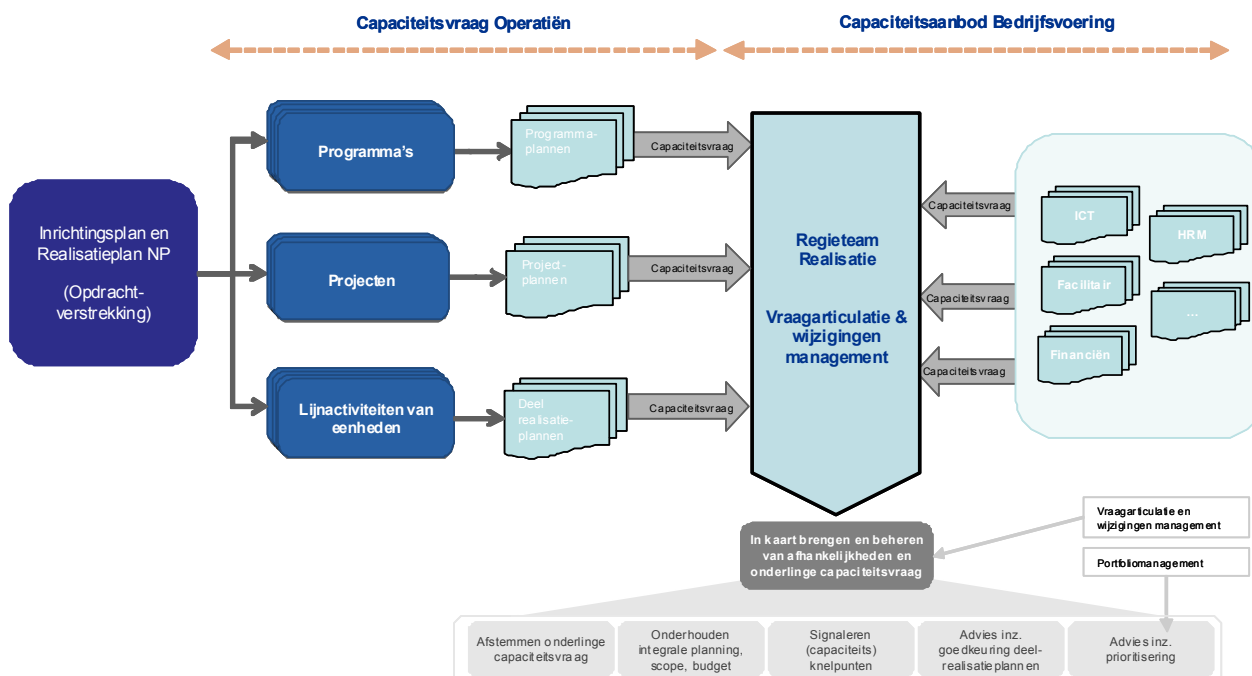 Capaciteitsvraag Operatiën
Capaciteitsaanbod Bedrijfsvoering
Inrichtingsplan en
Realisatieplan NP
(Opdracht-
verstrekking)
Programma's
Programma-
plannen
Capaciteitsvraag
Projecten
Project-
plannen
Capaciteitsvraag
Lijnactiviteiten van
eenheden
Deel
realisatie-
plannen
Capaciteitsvraag
Regieteam
Realisatie
Vraagarticulatie &
wijzigingen
management
Capaciteitsvraag
Capaciteitsvraag
Capaciteitsvraag
ICT
HRM
Facilitair
...
Financiën
In kaart brengen en beheren
van afhankelijkheden en
onderlinge capaciteitsvraag
Vraagarticulatie en
wijzigingen management
Portfoliomanagement
Afstemmen onderlinge
capaciteitsvraag
Onderhouden
integrale planning,
scope, budget
Signaleren
(capaciteits)
knelpunten
Advies inz.
goedkeuring deel-
realisatieplannen
Advies inz.
prioritisering